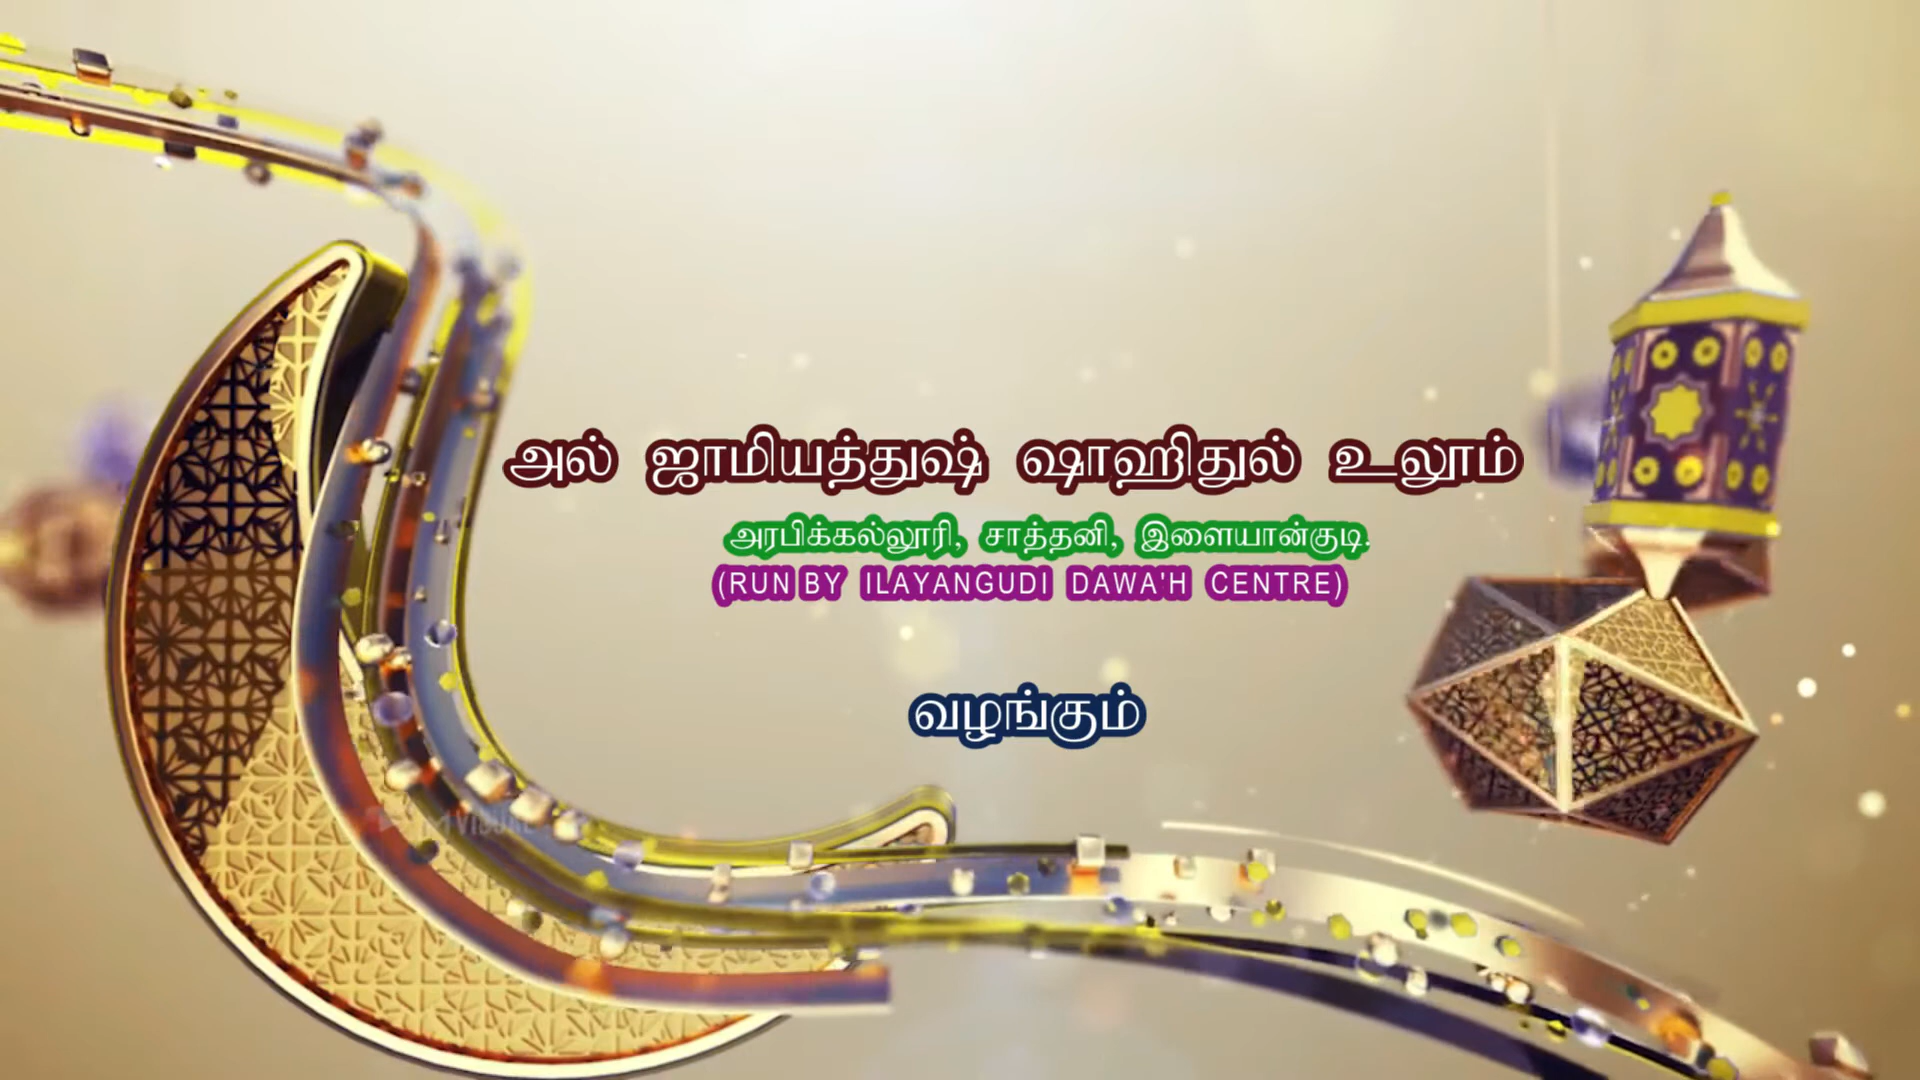 அல் ஜாமியத்துஷ் ஷாஹிதுல் உலூம்
அரபிக்கல்லூரி, சாத்தனி, இளையான்குடி.
(RUN BY ILAYANGUDI DAWA'H CENTRE)
வழங்கும்